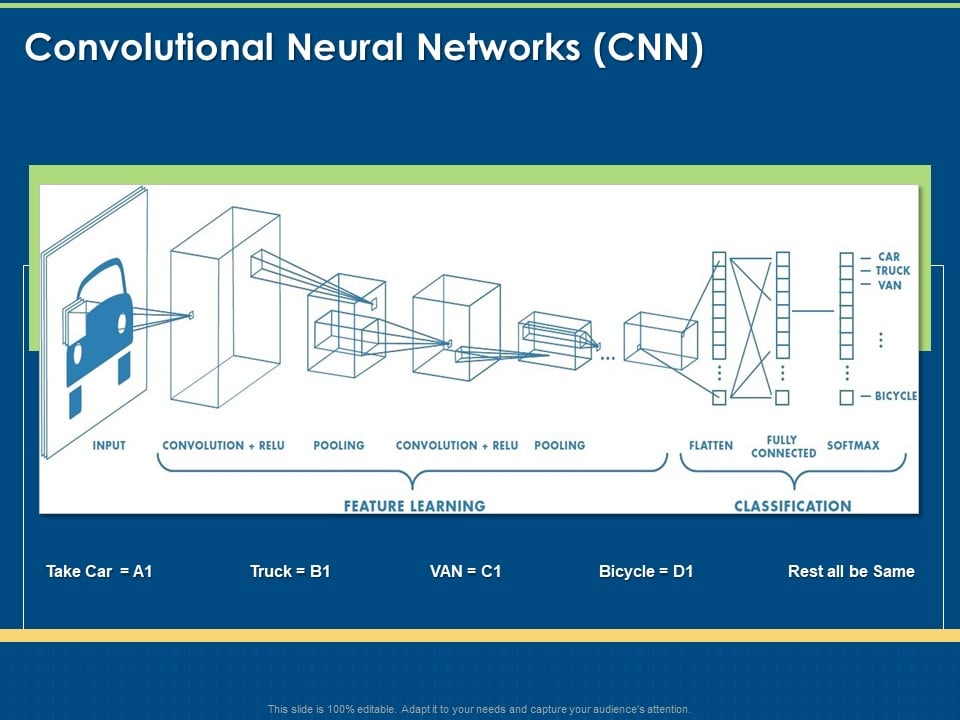 Convolutional Neural Networks (CNN)
CAR
TRUCK
VAN
BICYCLE
INPUT
CONVOLUTION + RELU
POOLING
CONVOLUTION + RELU
POOLING
FLATTEN
FULLY
CONNECTED
SOFTMAX
FEATURE LEARNING
CLASSIFICATION
Take Car = A1
Truck = B1
VAN = C1
Bicycle = D1
Rest all be Same
This slide is 100% editable. Adapt it to your needs and capture your audience's attention.